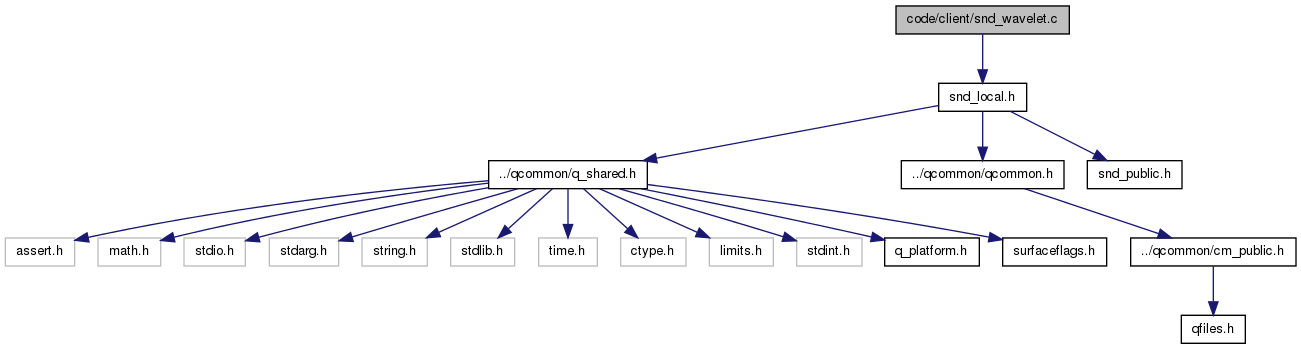 code/client/snd_wavelet.c
snd_local.h
../qcommon/q_shared.h
../qcommon/qcommon.h
snd_public.h
assert.h
math.h
stdio.h
stdarg.h
string.h
stdlib.h
time.h
ctype.h
limits.h
stdint.h
q_platform.h
surfaceflags.h
../qcommon/cm_public.h
qfiles.h